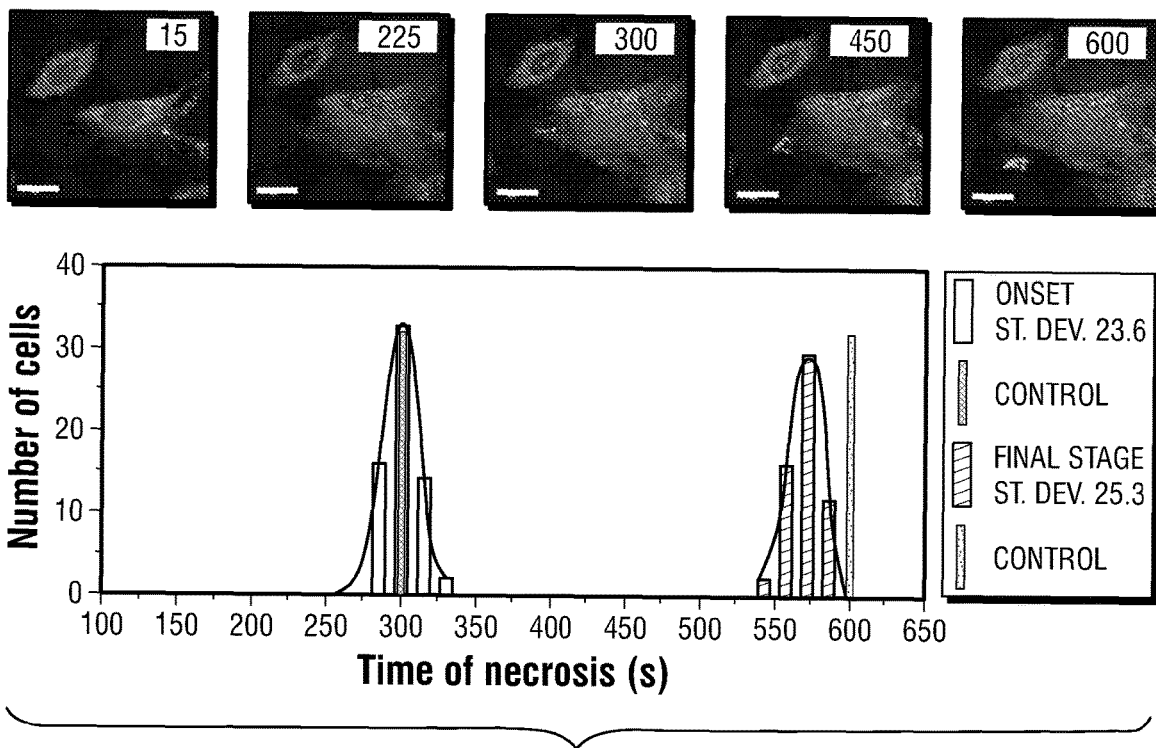 15
225
300
450
600
40
30
20
10
0
Number of cells
100 150 200 250 300 350 400 450 500 550 600 650
Time of necrosis (s)
ONSET
ST. DEV. 23.6
CONTROL
FINAL STAGE
ST. DEV. 25.3
CONTROL